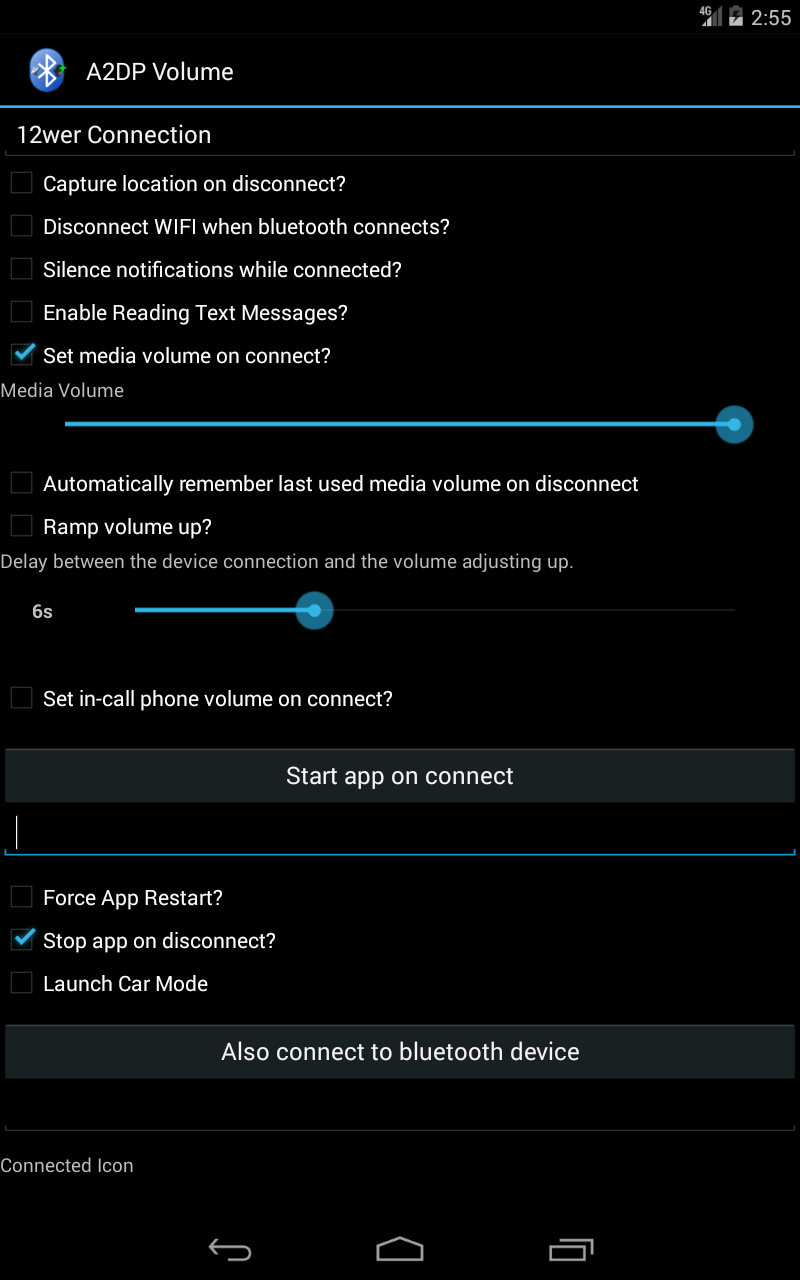 4G 2:55
A2DP Volume
12wer Connection
Capture location on disconnect?
Disconnect WIFI when bluetooth connects?
Silence notifications while connected?
Enable Reading Text Messages?
Set media volume on connect?
Media Volume
Automatically remember last used media volume on disconnect
Ramp volume up?
Delay between the device connection and the volume adjusting up.
6s
Set in-call phone volume on connect?
Start app on connect
Force App Restart?
Stop app on disconnect?
Launch Car Mode
Also connect to bluetooth device
Connected Icon